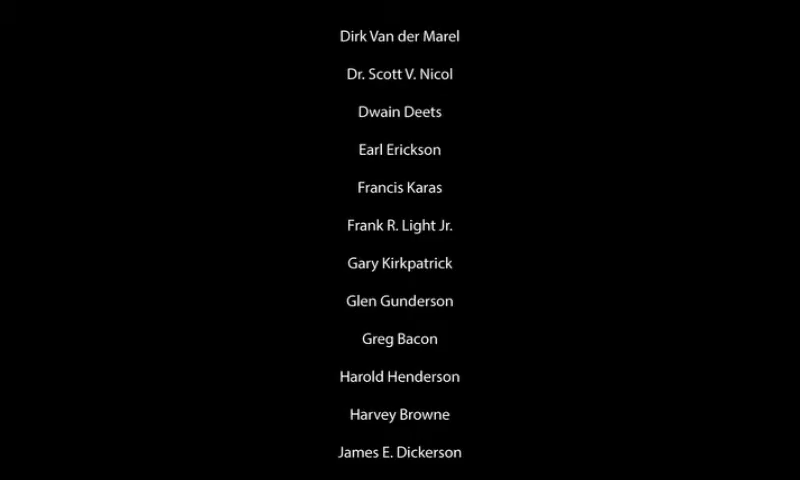 Dirk Van der Marel
Dr. Scott V. Nicol
Dwain Deets
Earl Erickson
Francis Karas
Frank R. Light Jr.
Gary Kirkpatrick
Glen Gunderson
Greg Bacon
Harold Henderson
Harvey Browne
James E. Dickerson